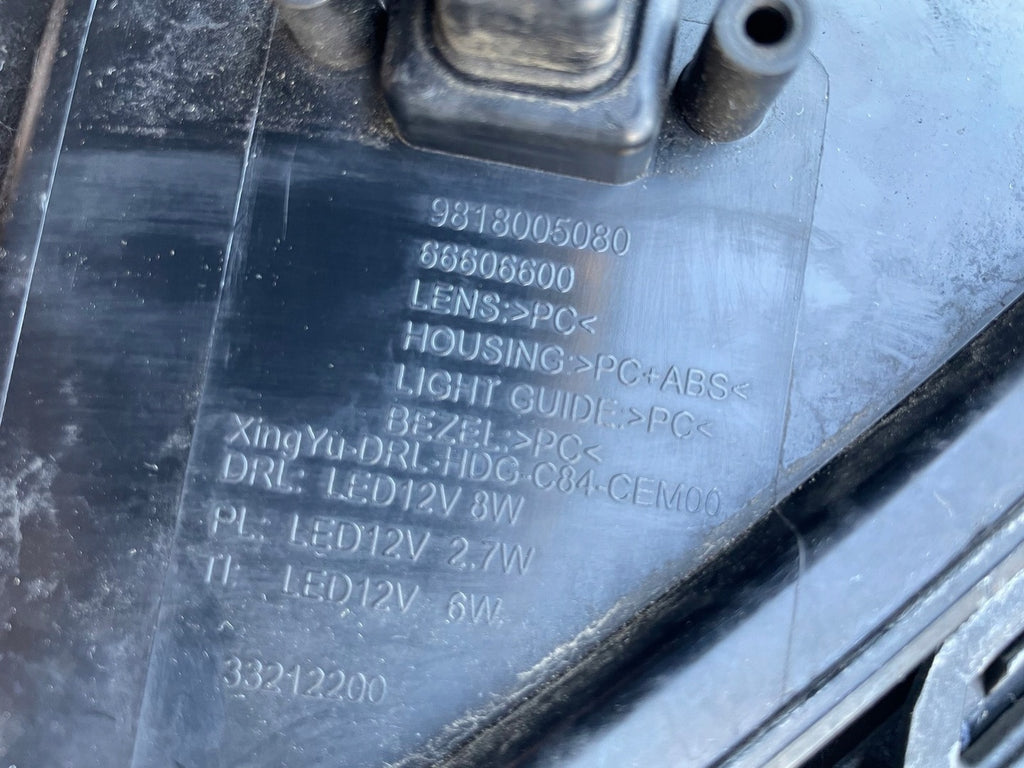 9818005080
66606600
LENS:>PC<
HOUSING:>PC+ABS<
LIGHT GUIDE:>PC<
BEZEL:>PC<
XingYu-DRL-HDG-C84-CEM00
DRL: LED12V 8W
PL: LED12V 2.7W
TI: LED12V 6W
33212200